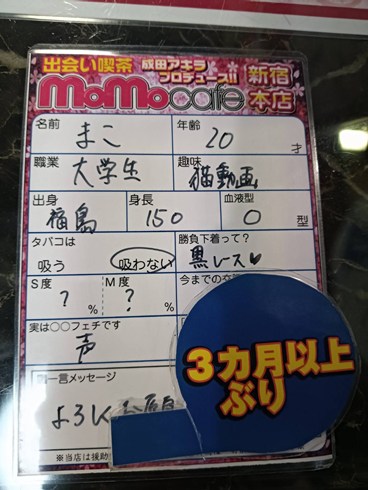 出会い喫茶 成田アキラ
プロデュース!! 新宿
本店
MoMocafe
名前 まこ 年齢 20 才
職業 大学生 趣味 猫動画
出身 福島 身長 150 血液型 O 型
タバコは 吸う 吸わない 勝負下着って? 黒レース♥
S度 ? % M度 ? % 今までの交
実は○○フェチです 声
3カ月以上
ぶり
一言メッセージ
よろしく
※当店は援助